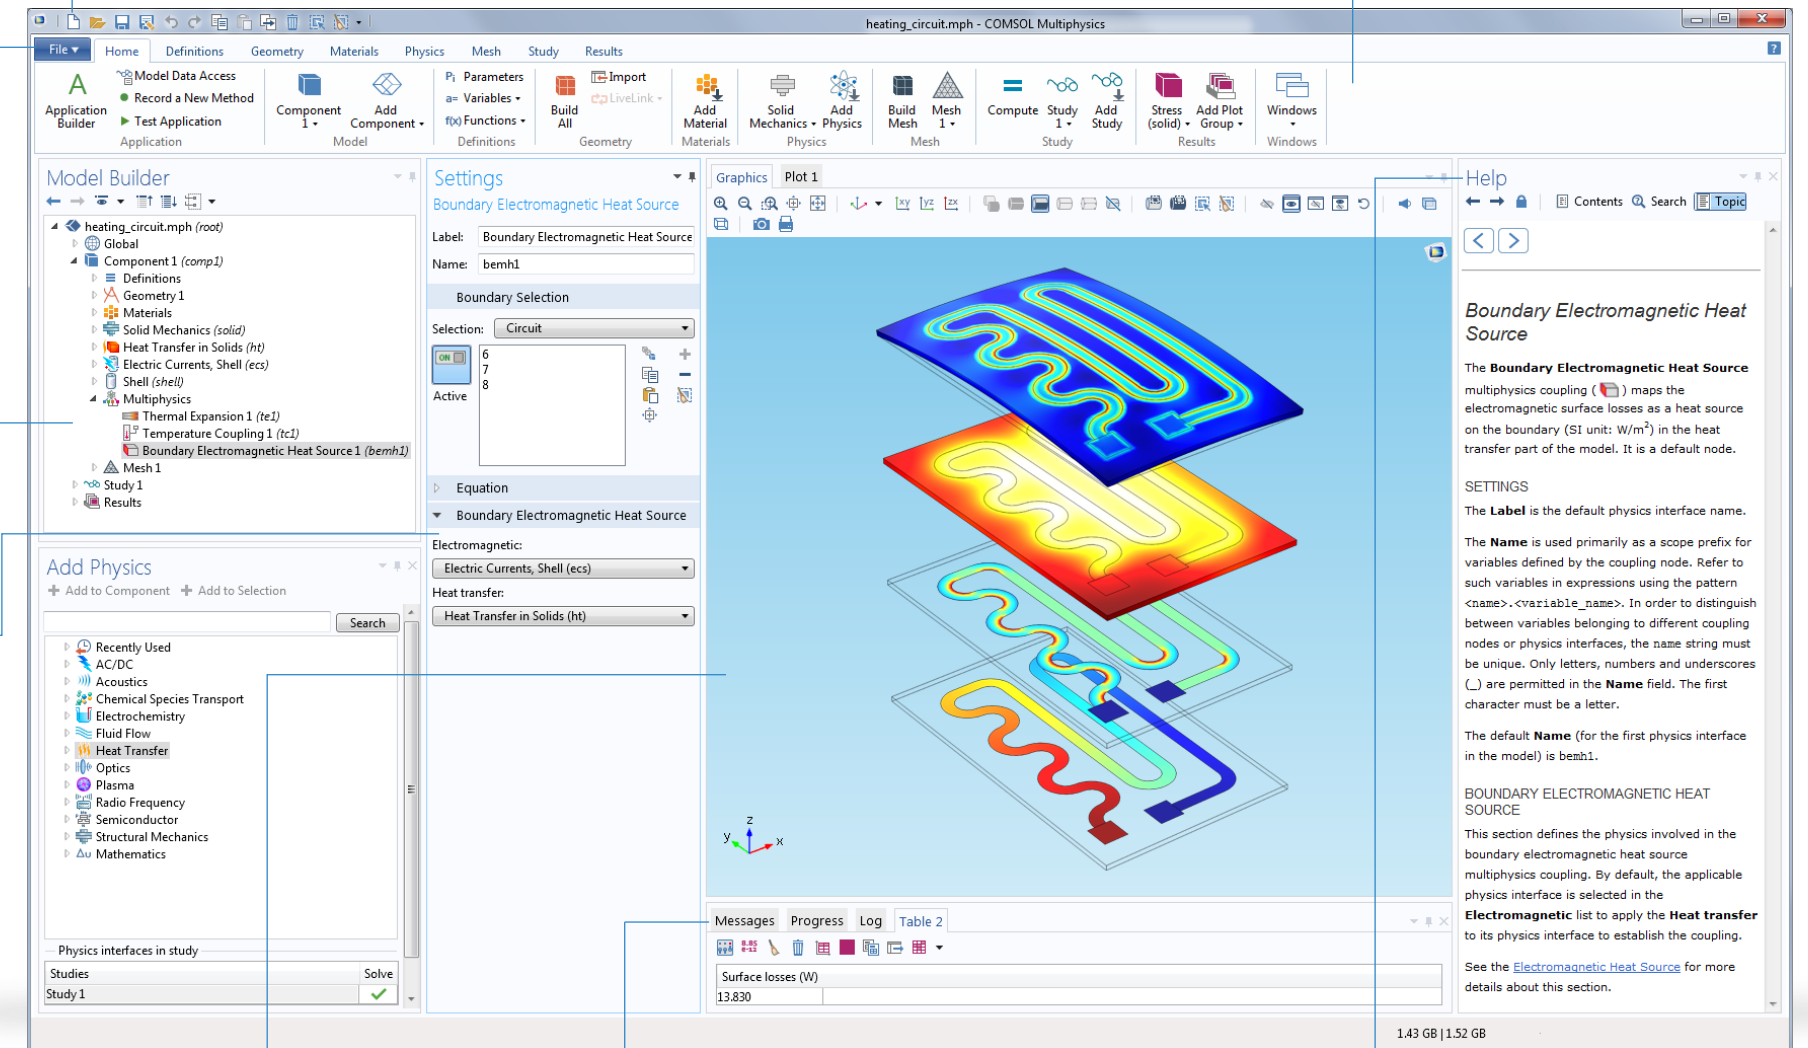 heating_circuit.mph - COMSOL Multiphysics
File
Home
Definitions
Geometry
Materials
Physics
Mesh
Study
Results
?
A
Application
Builder
Model Data Access
Record a New Method
Test Application
Application
Component
1
Add
Component
Model
Pi Parameters
a= Variables
f(x) Functions
Definitions
Build
All
Import
LiveLink
Geometry
Add
Material
Materials
Solid
Mechanics
Add
Physics
Physics
Build
Mesh
Mesh
1
Mesh
Compute
Study
1
Add
Study
Study
Stress
(solid)
Add Plot
Group
Results
Windows
Windows
Model Builder
heating_circuit.mph (root)
Global
Component 1 (comp1)
Definitions
Geometry 1
Materials
Solid Mechanics (solid)
Heat Transfer in Solids (ht)
Electric Currents, Shell (ecs)
Shell (shell)
Multiphysics
Thermal Expansion 1 (te1)
Temperature Coupling 1 (tc1)
Boundary Electromagnetic Heat Source 1 (bemh1)
Mesh 1
Study 1
Results
Add Physics
Add to Component
Add to Selection
Search
Recently Used
AC/DC
Acoustics
Chemical Species Transport
Electrochemistry
Fluid Flow
Heat Transfer
Optics
Plasma
Radio Frequency
Semiconductor
Structural Mechanics
Δu Mathematics
Physics interfaces in study
Studies Solve
Study 1
Settings
Boundary Electromagnetic Heat Source
Label: Boundary Electromagnetic Heat Source
Name: bemh1
Boundary Selection
Selection: Circuit
ON
Active
6
7
8
Equation
Boundary Electromagnetic Heat Source
Electromagnetic:
Electric Currents, Shell (ecs)
Heat transfer:
Heat Transfer in Solids (ht)
Graphics
Plot 1
xy yz zx
z
y
x
Messages
Progress
Log
Table 2
8.85
e-12
Surface losses (W)
13.830
Help
Contents
Search
Topic
Boundary Electromagnetic Heat
Source
The Boundary Electromagnetic Heat Source
multiphysics coupling ( ) maps the
electromagnetic surface losses as a heat source
on the boundary (SI unit: W/m²) in the heat
transfer part of the model. It is a default node.
SETTINGS
The Label is the default physics interface name.
The Name is used primarily as a scope prefix for
variables defined by the coupling node. Refer to
such variables in expressions using the pattern
<name>.<variable_name>. In order to distinguish
between variables belonging to different coupling
nodes or physics interfaces, the name string must
be unique. Only letters, numbers and underscores
(_) are permitted in the Name field. The first
character must be a letter.
The default Name (for the first physics interface
in the model) is bemh1.
BOUNDARY ELECTROMAGNETIC HEAT
SOURCE
This section defines the physics involved in the
boundary electromagnetic heat source
multiphysics coupling. By default, the applicable
physics interface is selected in the
Electromagnetic list to apply the Heat transfer
to its physics interface to establish the coupling.
See the Electromagnetic Heat Source for more
details about this section.
1.43 GB | 1.52 GB